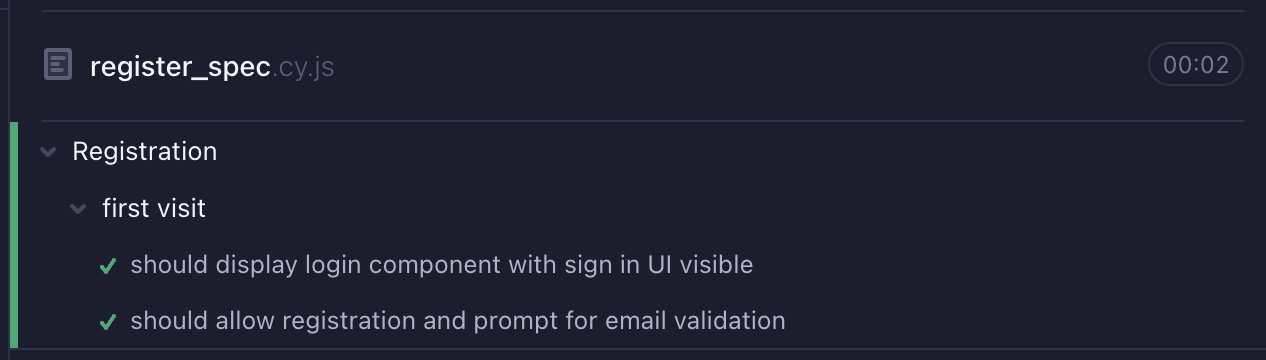 register_spec.cy.js 00:02
Registration
first visit
should display login component with sign in UI visible
should allow registration and prompt for email validation